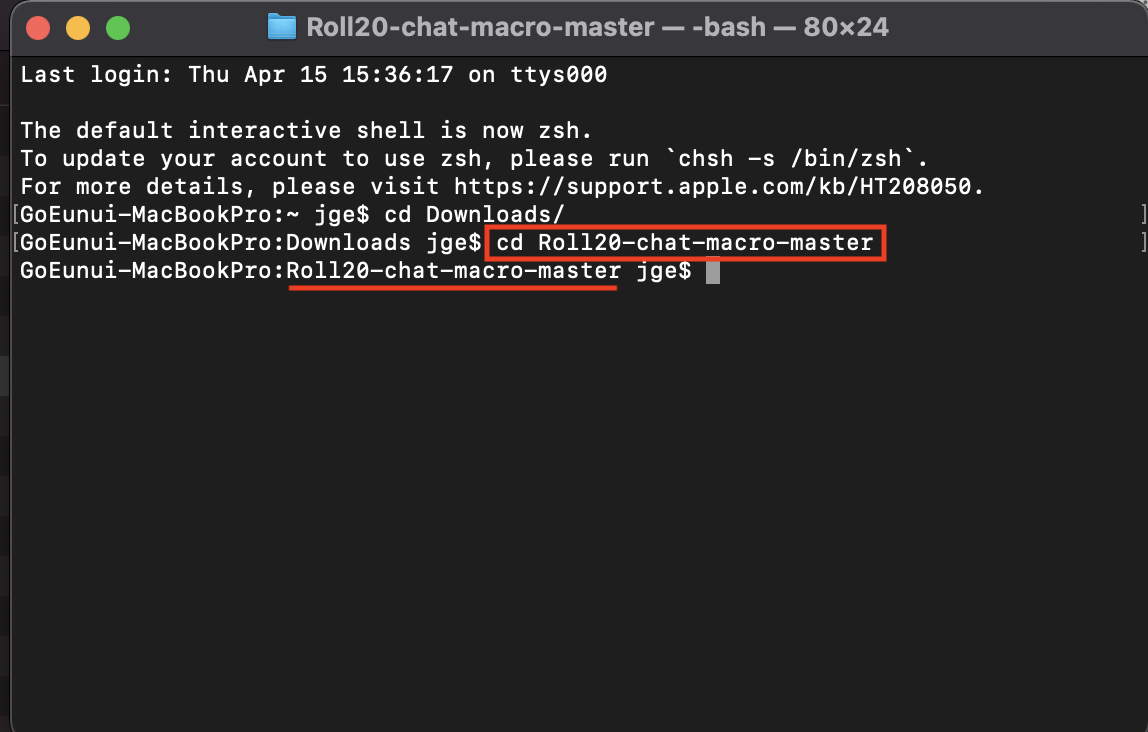 Roll20-chat-macro-master — -bash — 80×24
Last login: Thu Apr 15 15:36:17 on ttys000
The default interactive shell is now zsh.
To update your account to use zsh, please run `chsh -s /bin/zsh`.
For more details, please visit https://support.apple.com/kb/HT208050.
[GoEunui-MacBookPro:~ jge$ cd Downloads/ ]
[GoEunui-MacBookPro:Downloads jge$ cd Roll20-chat-macro-master ]
GoEunui-MacBookPro:Roll20-chat-macro-master jge$